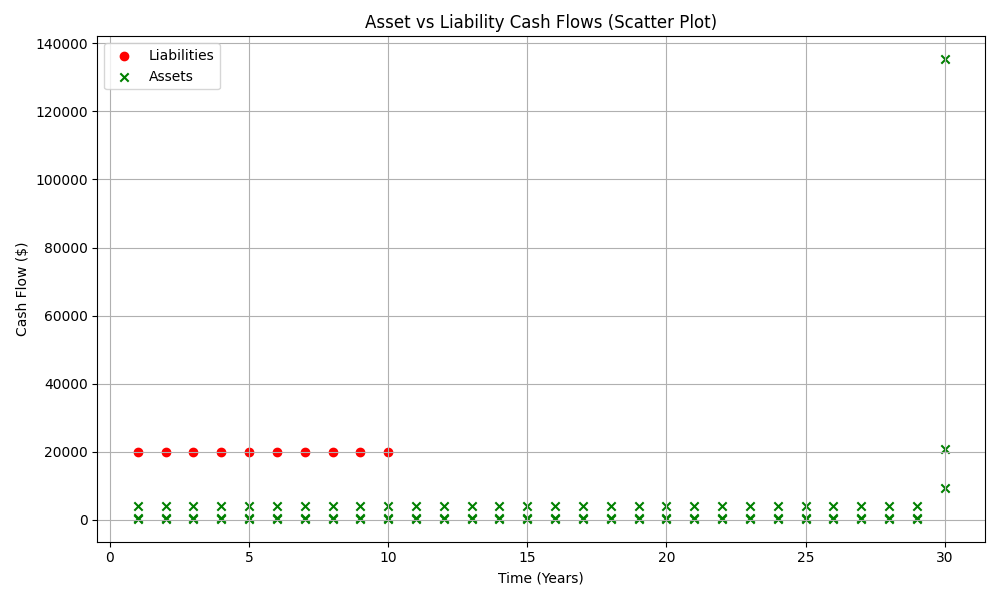 Asset vs Liability Cash Flows (Scatter Plot)
140000
120000
100000
80000
60000
40000
20000
0
Cash Flow ($)
Liabilities
Assets
0 5 10 15 20 25 30
Time (Years)